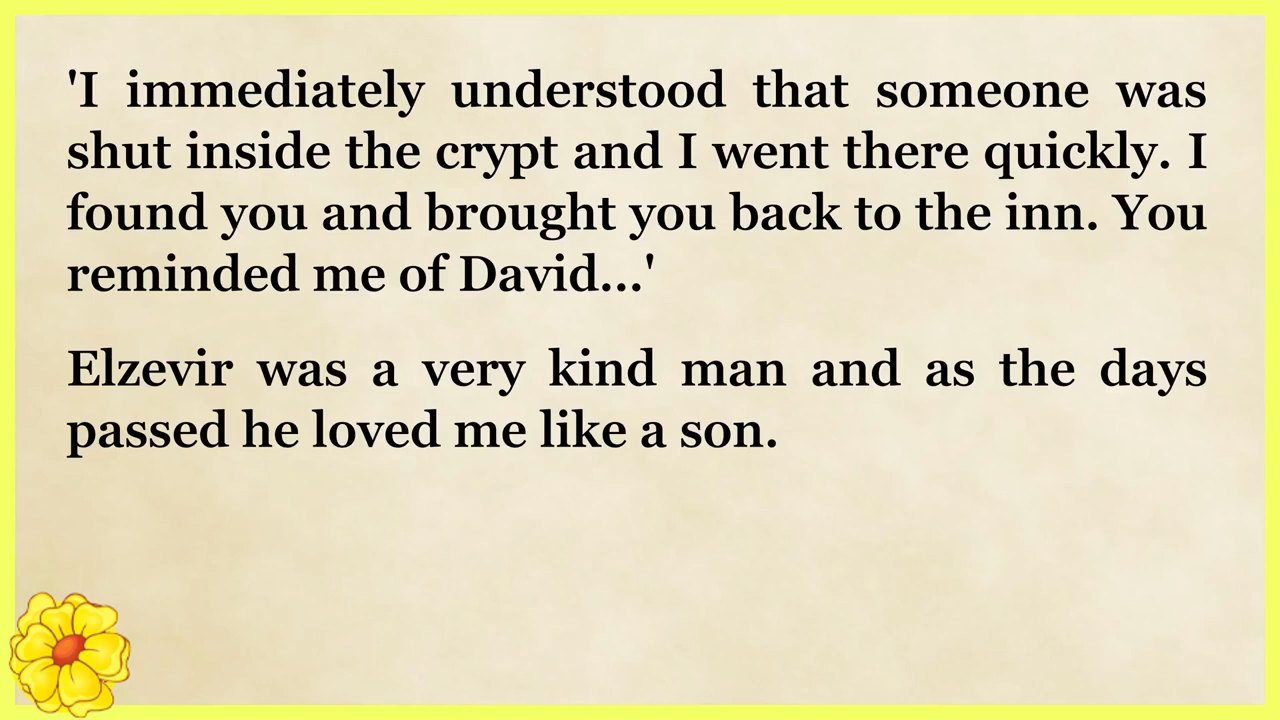 'I immediately understood that someone was
shut inside the crypt and I went there quickly. I
found you and brought you back to the inn. You
reminded me of David...'
Elzevir was a very kind man and as the days
passed he loved me like a son.